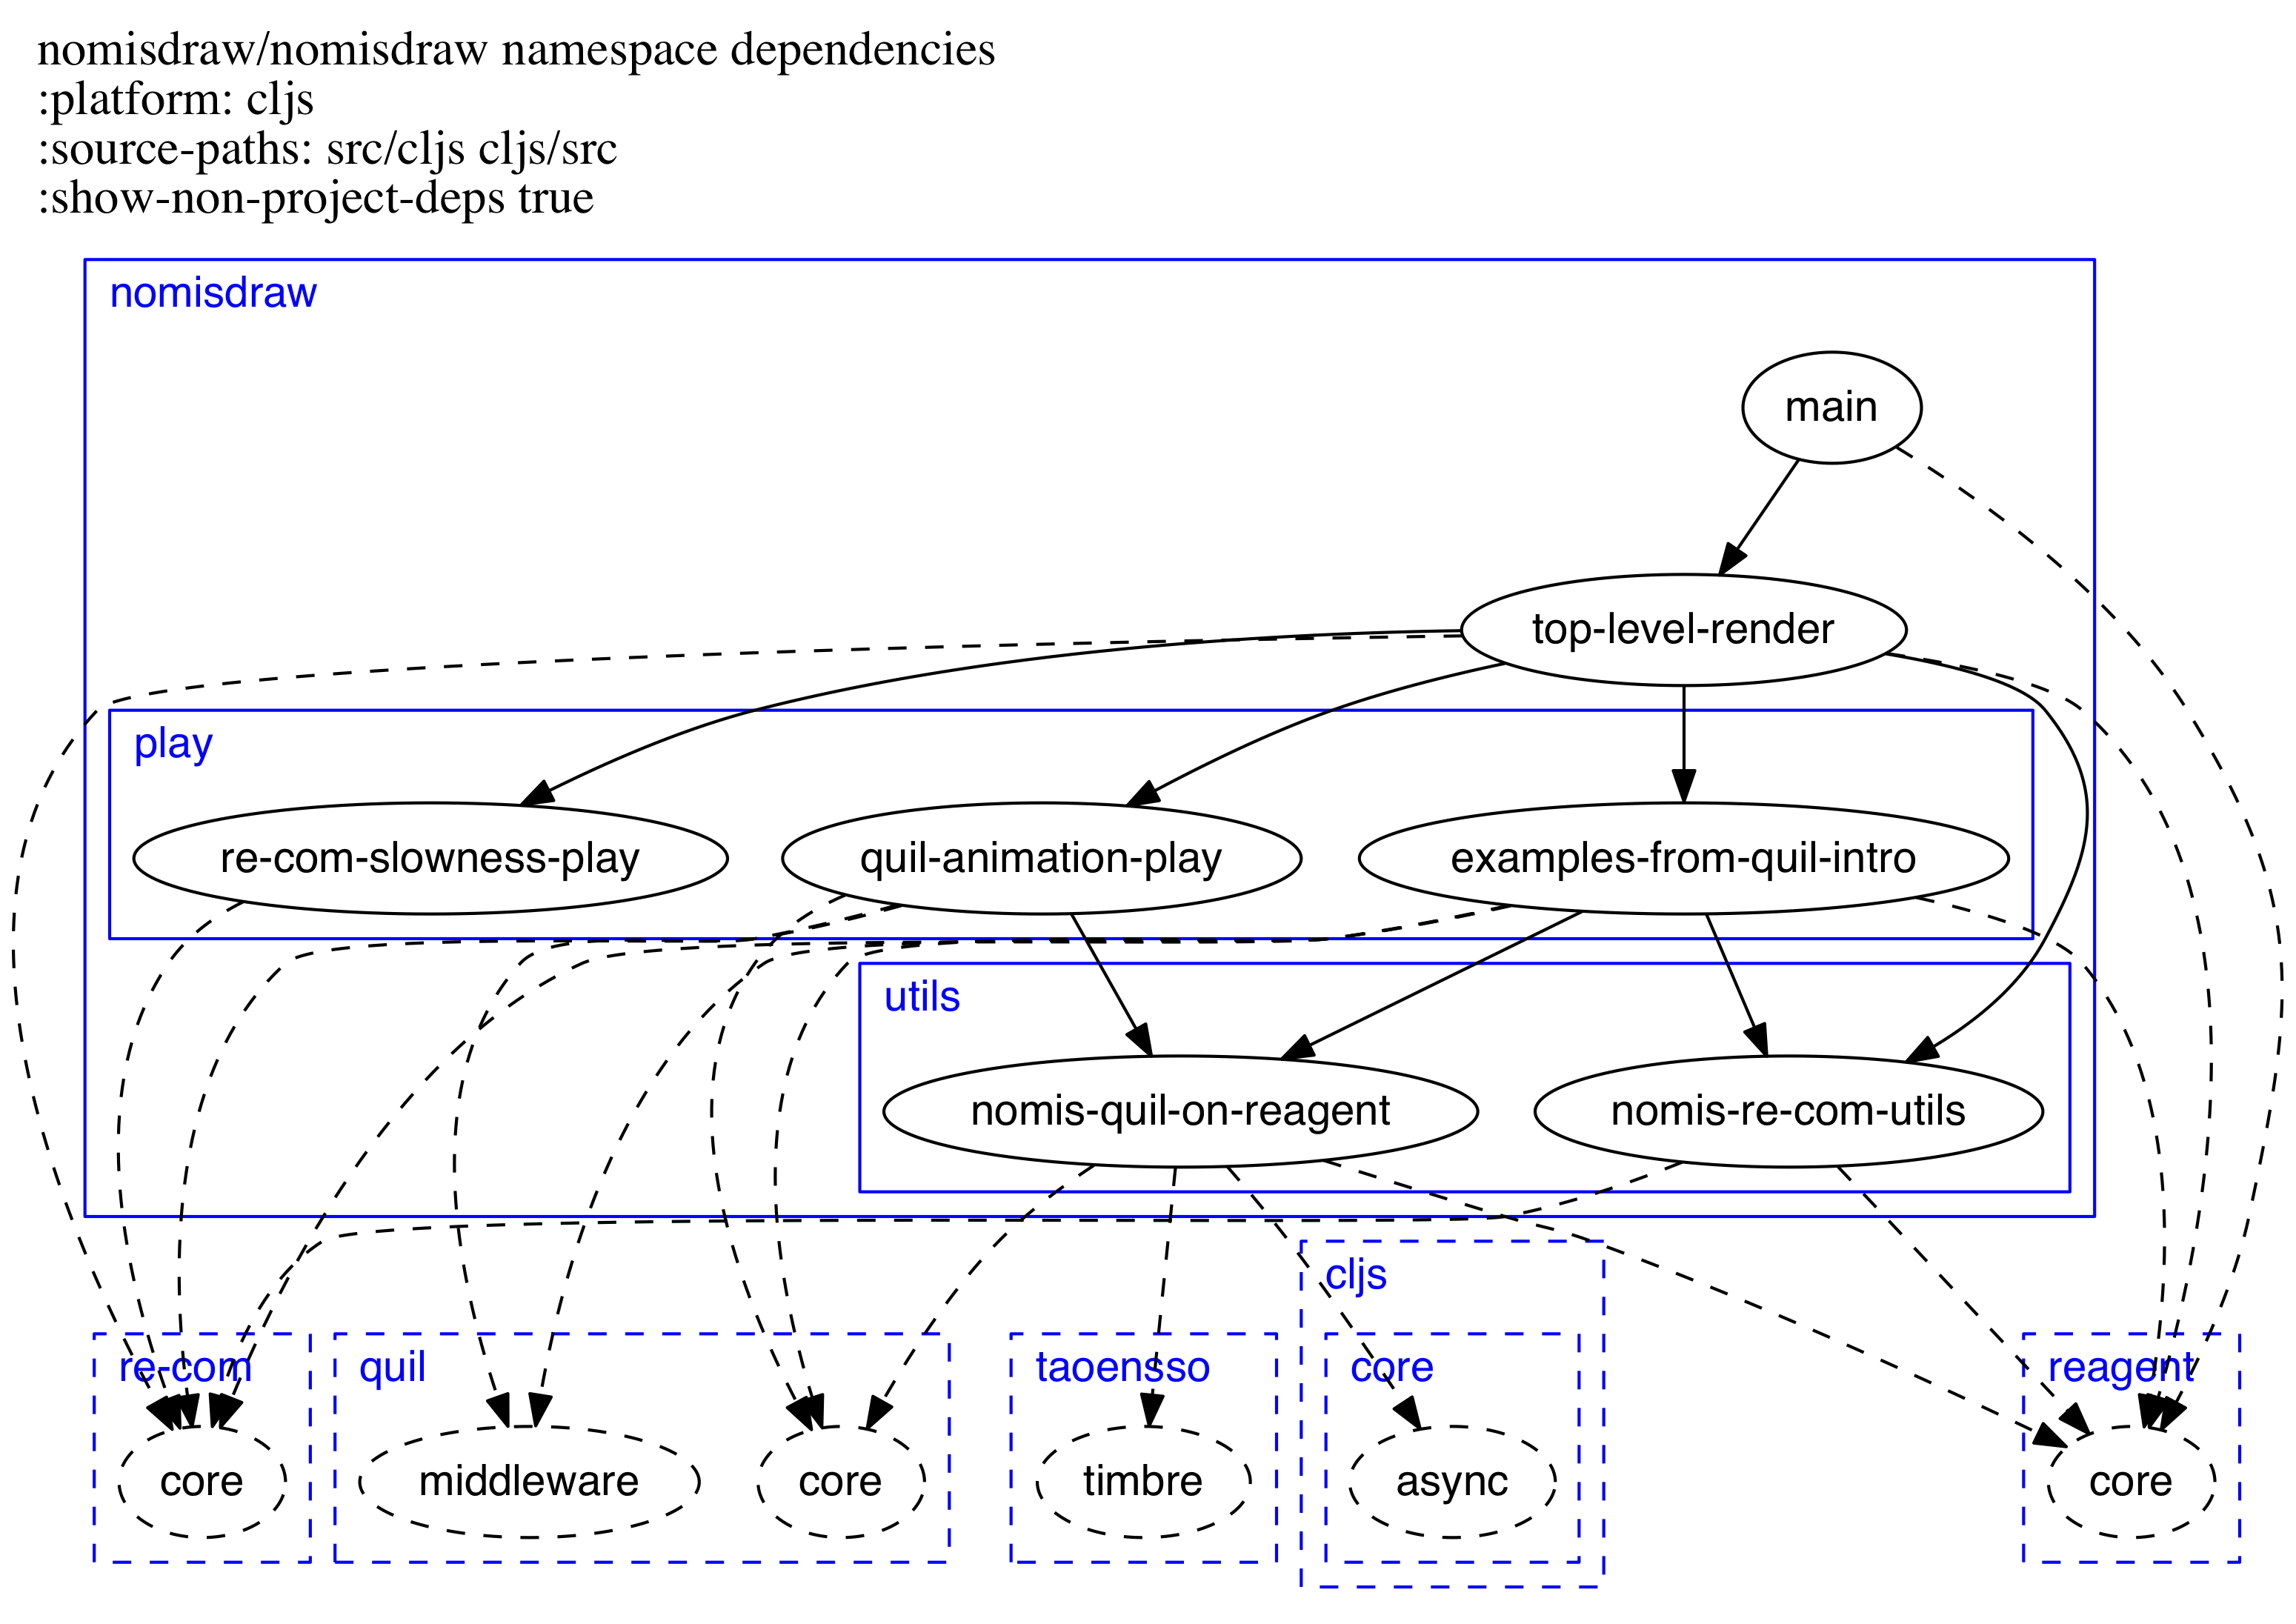 nomisdraw/nomisdraw namespace dependencies
:platform: cljs
:source-paths: src/cljs cljs/src
:show-non-project-deps true
nomisdraw
main
top-level-render
play
re-com-slowness-play
quil-animation-play
examples-from-quil-intro
utils
nomis-quil-on-reagent
nomis-re-com-utils
cljs
re-com
quil
taoensso
core
reagent
core
middleware
core
timbre
async
core